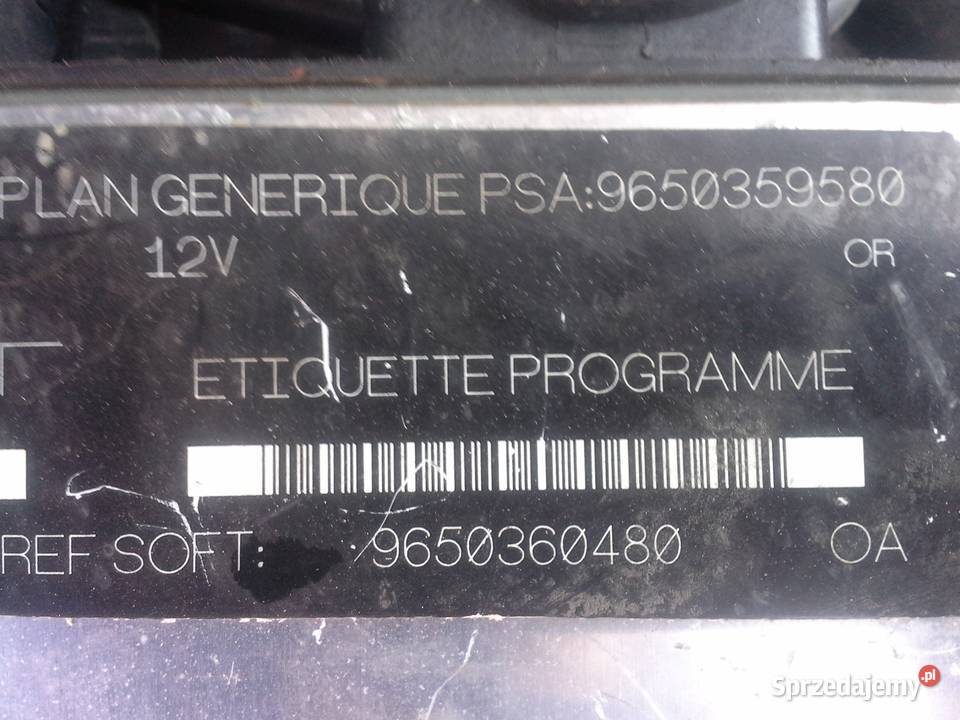 PLAN GENERIQUE PSA:9650359580
12V OR
T
ETIQUETTE PROGRAMME
REF SOFT: 9650360480 OA
Sprzedajemy.pl